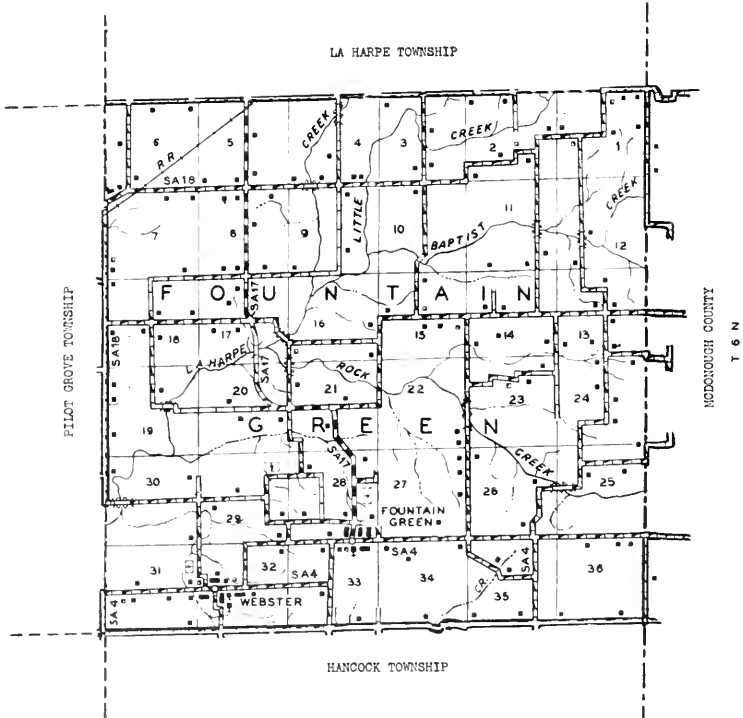 LA HARPE TOWNSHIP
6 5 4 3 2 1
R R
CREEK
CREEK
SA18
LITTLE
CREEK
7 8 9 10 11 12
BAPTIST
SA17
FOUNTAIN
PILOT GROVE TOWNSHIP
MCDONOUGH COUNTY
T 6 N
SA18
18 17 16 15 14 13
LA HARPE
SA17
ROCK
19 20 21 22 23 24
GREEN
SA17
CREEK
30 29 28 27 26 25
FOUNTAIN
GREEN
SA4
SA4
31 32 33 34 35 36
SA4
CR.
SA4
WEBSTER
HANCOCK TOWNSHIP